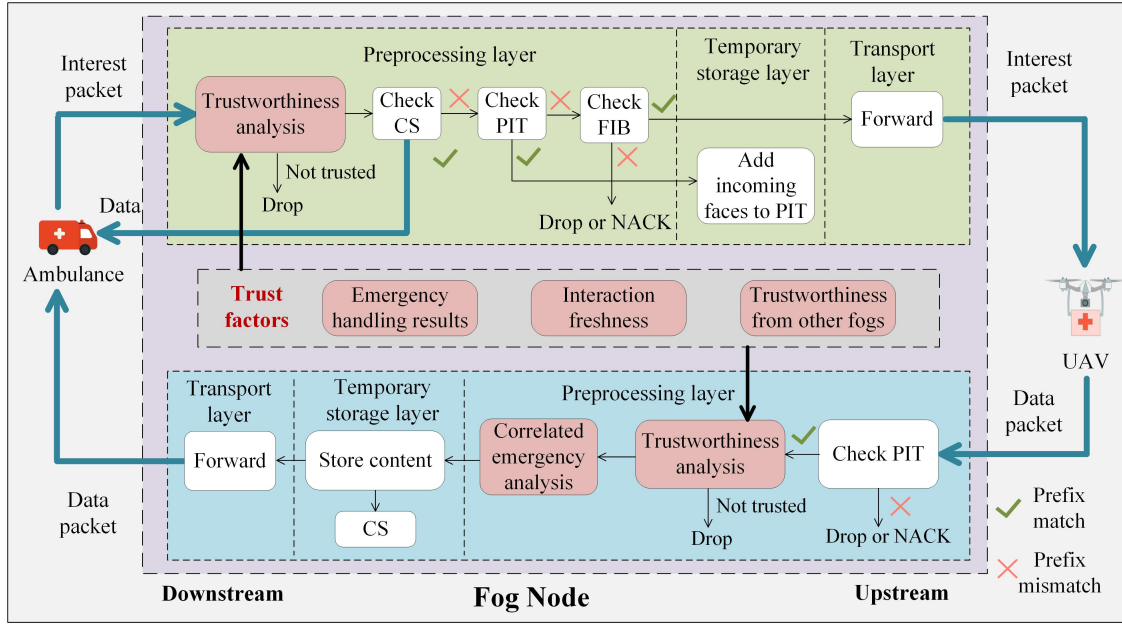 Interest
packet
Preprocessing layer
Temporary
storage layer
Transport
layer
Interest
packet
Trustworthiness
analysis
Check
CS
Check
PIT
Check
FIB
Forward
Not trusted
Drop
Add
incoming
faces to PIT
Drop or NACK
Data
Ambulance
Trust
factors
Emergency
handling results
Interaction
freshness
Trustworthiness
from other fogs
UAV
Transport
layer
Temporary
storage layer
Preprocessing layer
Data
packet
Forward
Store content
Correlated
emergency
analysis
Trustworthiness
analysis
Check PIT
Data
packet
CS
Not trusted
Drop
Drop or NACK
Prefix
match
Prefix
mismatch
Downstream
Fog Node
Upstream